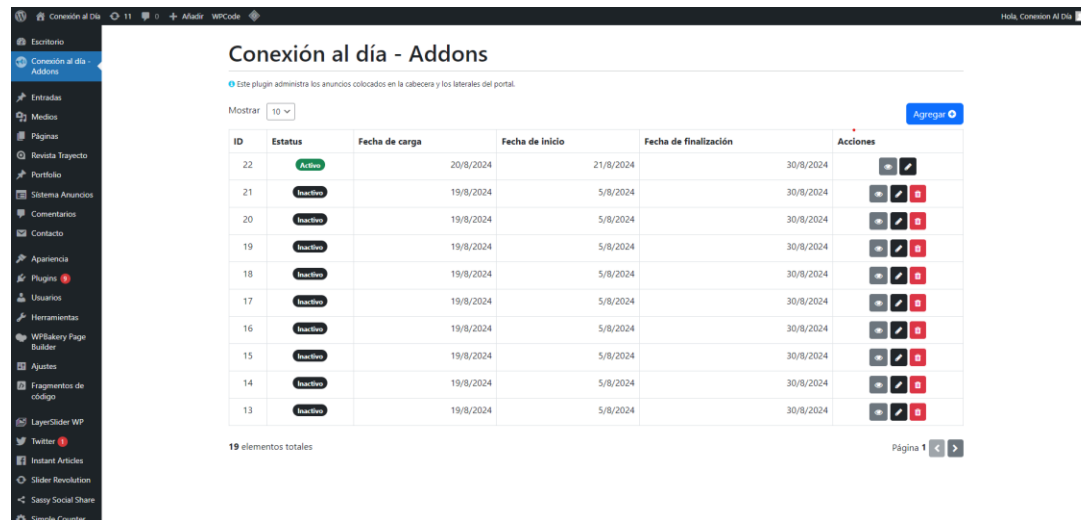 Conexión al Día 11 0 Añadir WPCode Hola, Conexion Al Día
Escritorio
Conexión al día -
Addons
Entradas
Medios
Páginas
Revista Trayecto
Portfolio
Sistema Anuncios
Comentarios
Contacto
Apariencia
Plugins 9
Usuarios
Herramientas
WPBakery Page
Builder
Ajustes
Fragmentos de
código
LayerSlider WP
Twitter 1
Instant Articles
Slider Revolution
Sassy Social Share
Simple Counter
Conexión al día - Addons
Este plugin administra los anuncios colocados en la cabecera y los laterales del portal.
Mostrar 10 Agregar
ID Estatus Fecha de carga Fecha de inicio Fecha de finalización Acciones
22 Activo 20/8/2024 21/8/2024 30/8/2024
21 Inactivo 19/8/2024 5/8/2024 30/8/2024
20 Inactivo 19/8/2024 5/8/2024 30/8/2024
19 Inactivo 19/8/2024 5/8/2024 30/8/2024
18 Inactivo 19/8/2024 5/8/2024 30/8/2024
17 Inactivo 19/8/2024 5/8/2024 30/8/2024
16 Inactivo 19/8/2024 5/8/2024 30/8/2024
15 Inactivo 19/8/2024 5/8/2024 30/8/2024
14 Inactivo 19/8/2024 5/8/2024 30/8/2024
13 Inactivo 19/8/2024 5/8/2024 30/8/2024
19 elementos totales Página 1